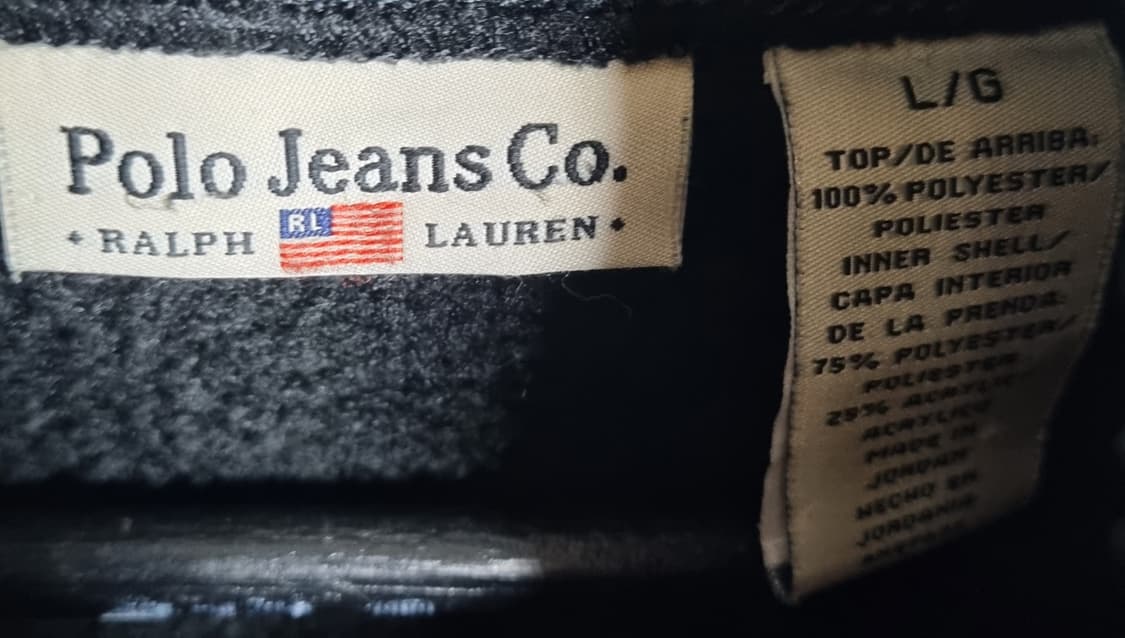 Polo Jeans Co.
RALPH RL LAUREN
L/G
TOP/DE ARRIBA:
100% POLYESTER/
POLIESTER
INNER SHELL/
CAPA INTERIOR
DE LA PRENDA:
75% POLYESTER/
POLIESTER
25% ACRYLIC
ACRYLICO
MADE IN
JORDAN
HECHO EN
JORDANIA